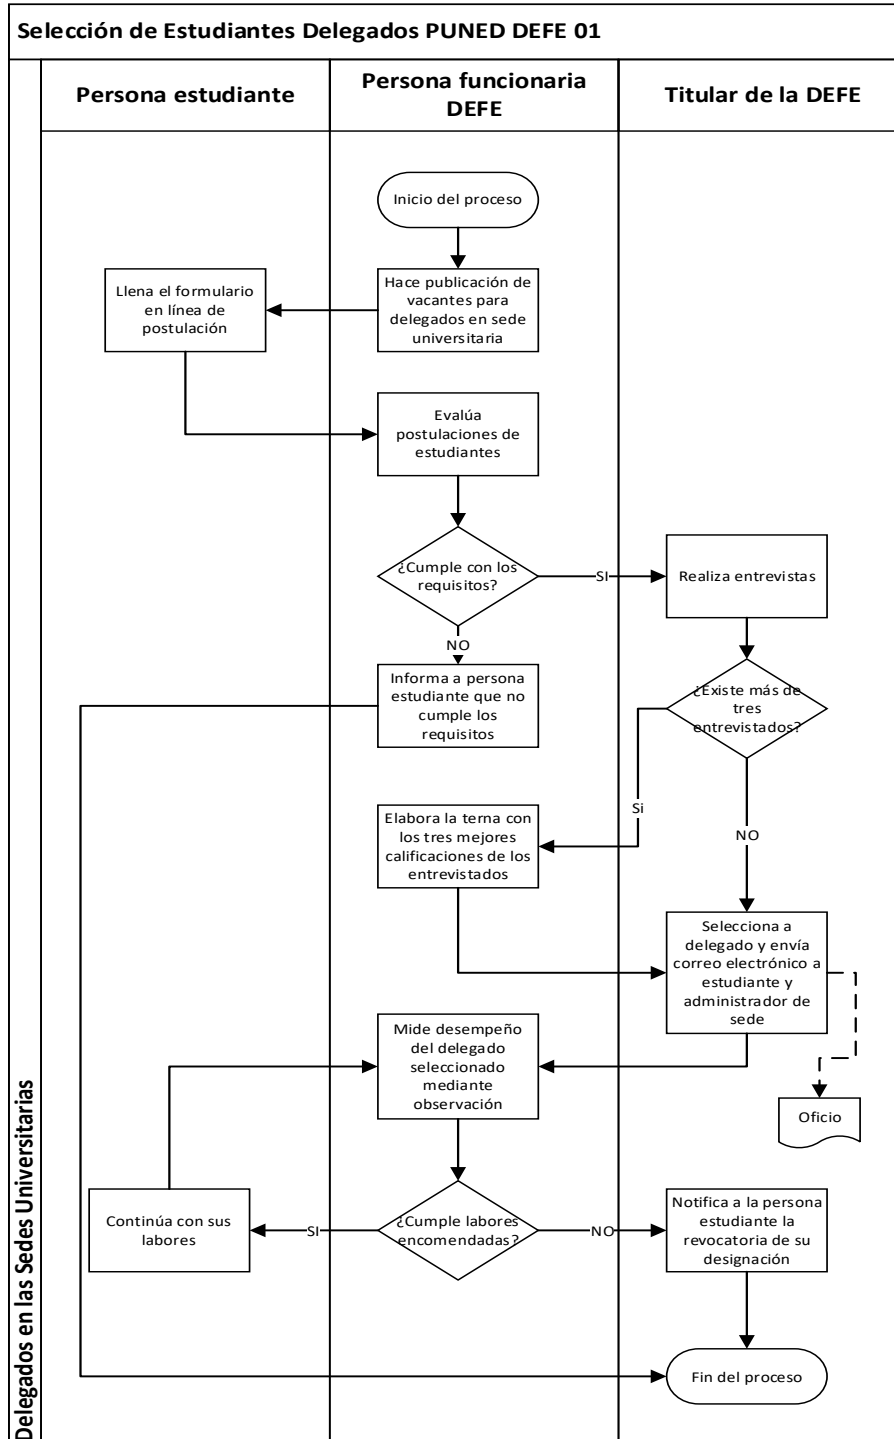 Selección de Estudiantes Delegados PUNED DEFE 01
Persona estudiante
Persona funcionaria
DEFE
Titular de la DEFE
Inicio del proceso
Hace publicación de
vacantes para
delegados en sede
universitaria
Llena el formulario
en línea de
postulación
Evalúa
postulaciones de
estudiantes
¿Cumple con los
requisitos?
SI
Realiza entrevistas
NO
Informa a persona
estudiante que no
cumple los
requisitos
¿Existe más de
tres
entrevistados?
Si
NO
Elabora la terna con
los tres mejores
calificaciones de los
entrevistados
Selecciona a
delegado y envía
correo electrónico a
estudiante y
administrador de
sede
Oficio
Mide desempeño
del delegado
seleccionado
mediante
observación
¿Cumple labores
encomendadas?
SI
Continúa con sus
labores
NO
Notifica a la persona
estudiante la
revocatoria de su
designación
Fin del proceso
Delegados en las Sedes Universitarias